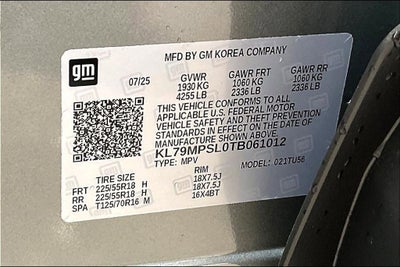 gm
MFD BY GM KOREA COMPANY
07/25 GVWR GAWR FRT GAWR RR
1930 KG 1060 KG 1060 KG
4255 LB 2336 LB 2336 LB
THIS VEHICLE CONFORMS TO ALL
APPLICABLE U.S. FEDERAL MOTOR
VEHICLE SAFETY AND THEFT PREVENTION
STANDARDS IN EFFECT ON THE DATE OF
MANUFACTURE SHOWN ABOVE.
KL79MPSL0TB061012
TYPE: MPV MODEL: 021TU56
TIRE SIZE RIM
FRT 225/55R18 H 18X7.5J
RR 225/55R18 H 18X7.5J
SPA T125/70R16 M 16X4BT